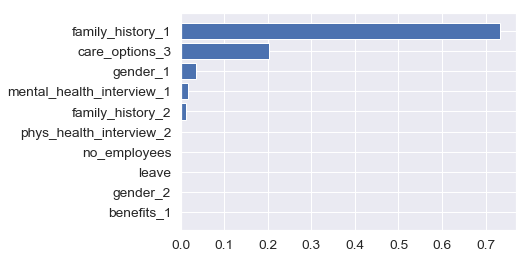 family_history_1
care_options_3
gender_1
mental_health_interview_1
family_history_2
phys_health_interview_2
no_employees
leave
gender_2
benefits_1
0.0 0.1 0.2 0.3 0.4 0.5 0.6 0.7